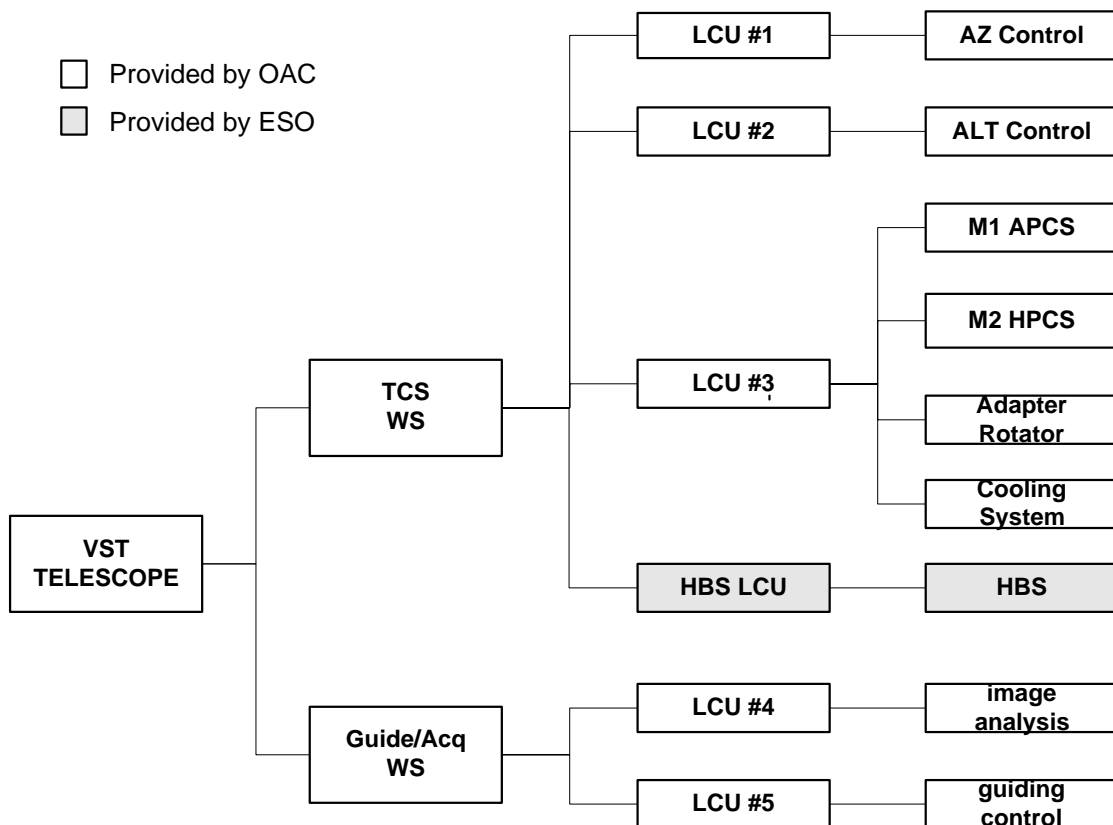 Provided by OAC
Provided by ESO
LCU #1
AZ Control
LCU #2
ALT Control
M1 APCS
M2 HPCS
TCS
WS
LCU #3
Adapter
Rotator
Cooling
System
VST
TELESCOPE
HBS LCU
HBS
Guide/Acq
WS
LCU #4
image
analysis
LCU #5
guiding
control